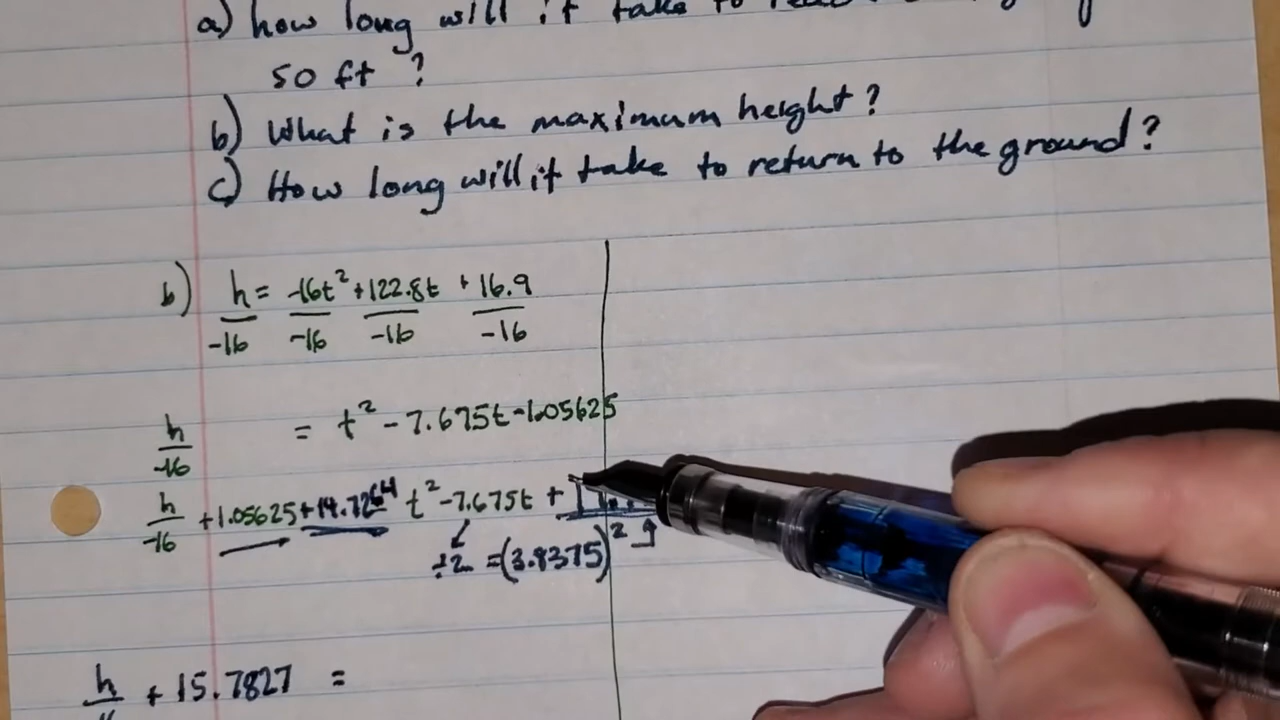 a) how long will it take to
50 ft ?
b) What is the maximum height?
c) How long will it take to return to the ground?
b) h = -16t² + 122.8t + 16.9
-16 -16 -16 -16
h = t² - 7.675t - 1.05625
-16
h + 1.05625 + 14.7264 t² - 7.675t +
-16
÷2 = (3.8375)²
h + 15.7827 =